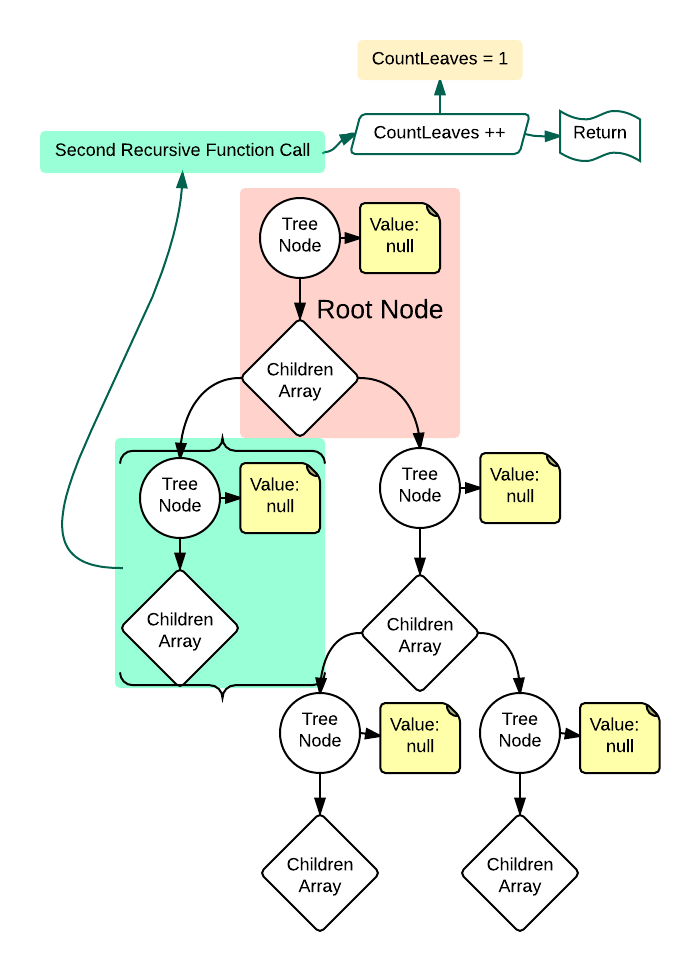 CountLeaves = 1
CountLeaves ++
Return
Second Recursive Function Call
Tree
Node
Value:
null
Root Node
Children
Array
Tree
Node
Value:
null
Tree
Node
Value:
null
Children
Array
Children
Array
Tree
Node
Value:
null
Tree
Node
Value:
null
Children
Array
Children
Array